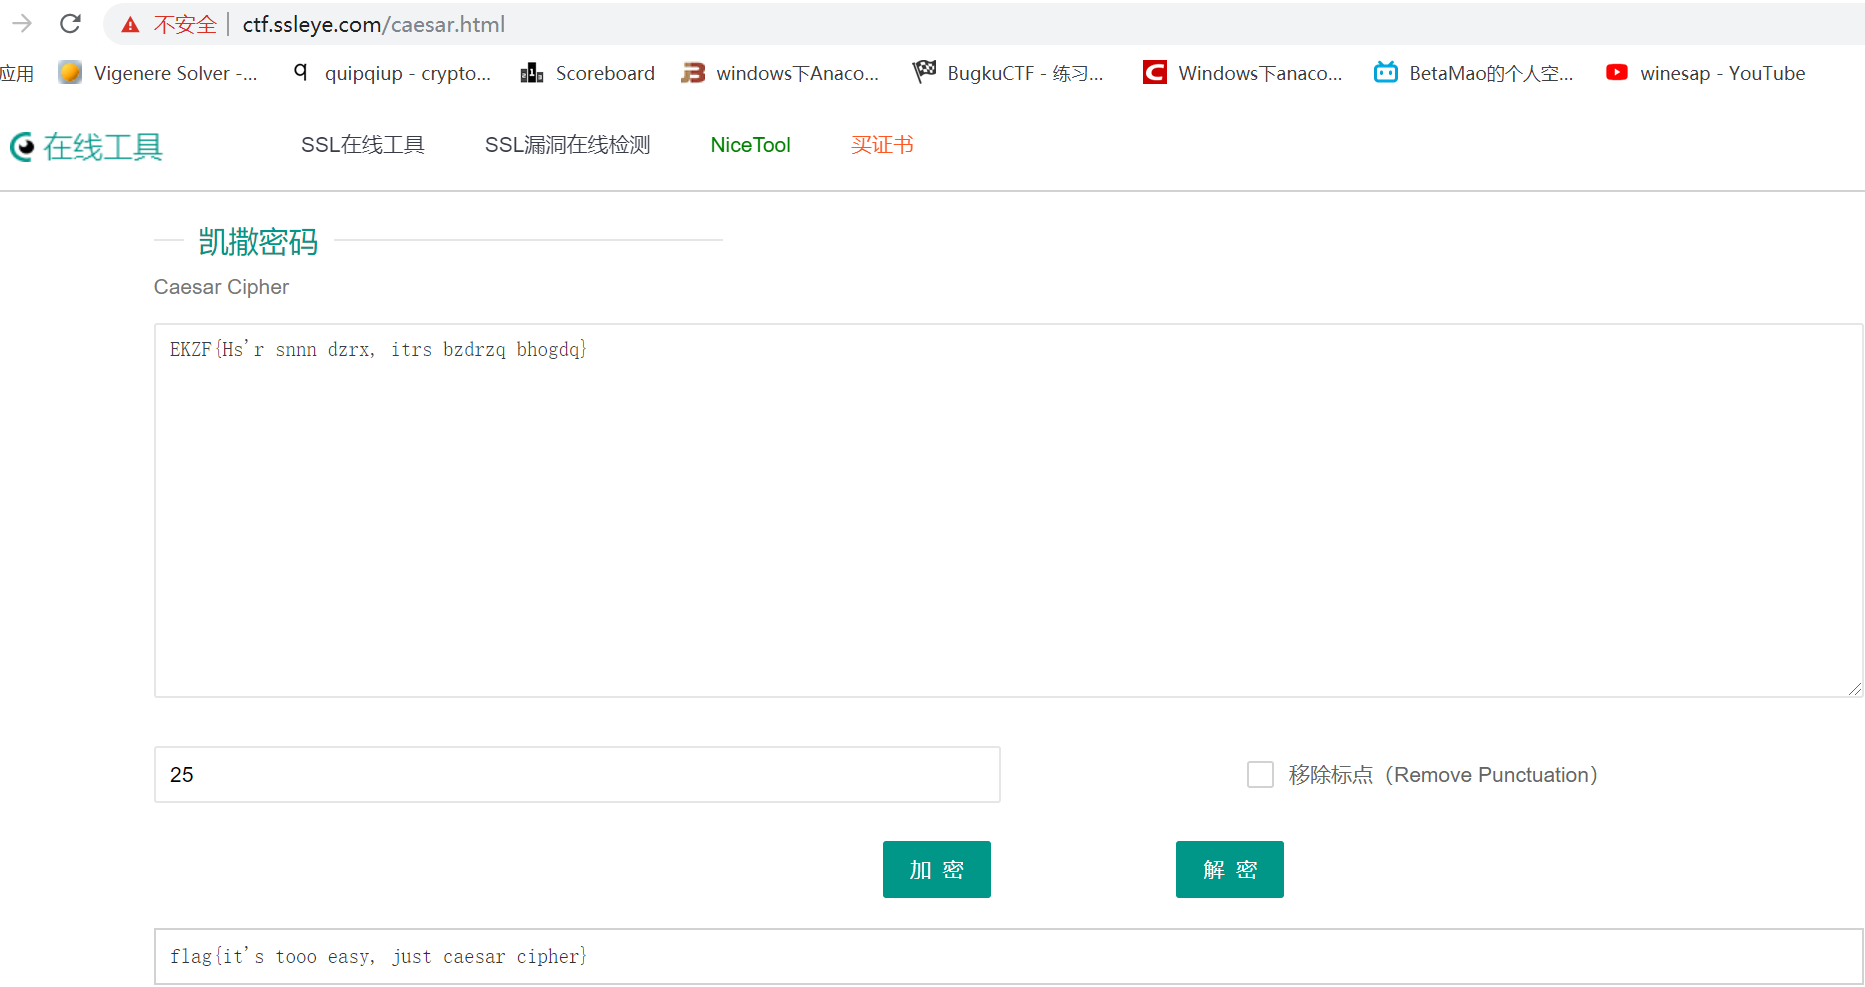 不安全 | ctf.ssleye.com/caesar.html
应用 Vigenere Solver -... quipqiup - crypto... Scoreboard windows下Anaco... BugkuCTF - 练习... Windows下anaco... BetaMao的个人空... winesap - YouTube
在线工具 SSL在线工具 SSL漏洞在线检测 NiceTool 买证书
凯撒密码
Caesar Cipher
EKZF{Hs'r snnn dzrx, itrs bzdrzq bhogdq}
25 移除标点（Remove Punctuation）
加 密 解 密
flag{it's tooo easy, just caesar cipher}